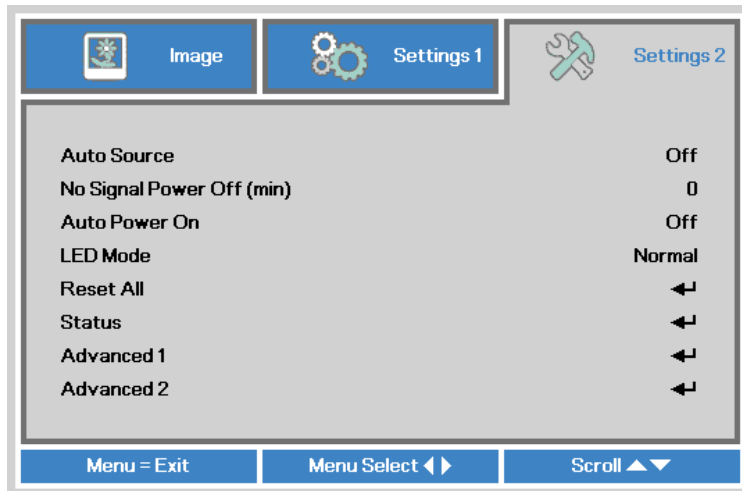 Image
Settings 1
Settings 2
Auto Source Off
No Signal Power Off (min) 0
Auto Power On Off
LED Mode Normal
Reset All
Status
Advanced 1
Advanced 2
Menu = Exit
Menu Select
Scroll